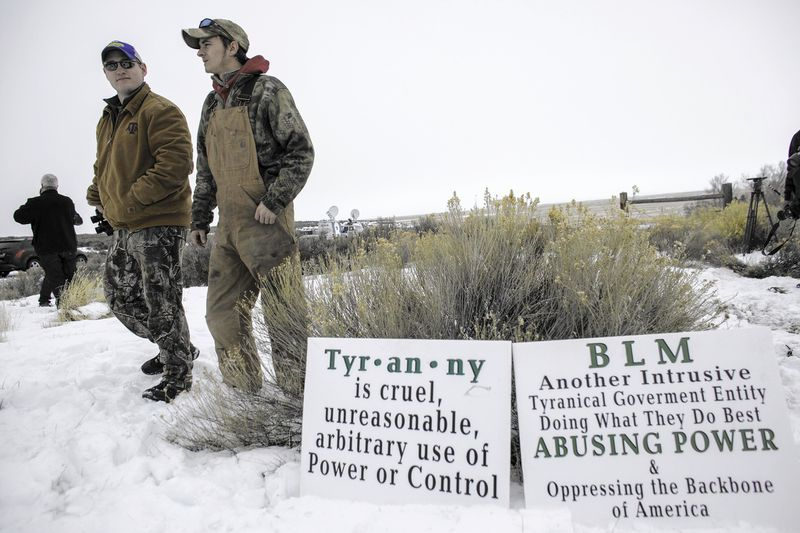 Tyr•an•ny
is cruel,
unreasonable,
arbitrary use of
Power or Control
BLM
Another Intrusive
Tyranical Goverment Entity
Doing What They Do Best
ABUSING POWER
&
Oppressing the Backbone
of America